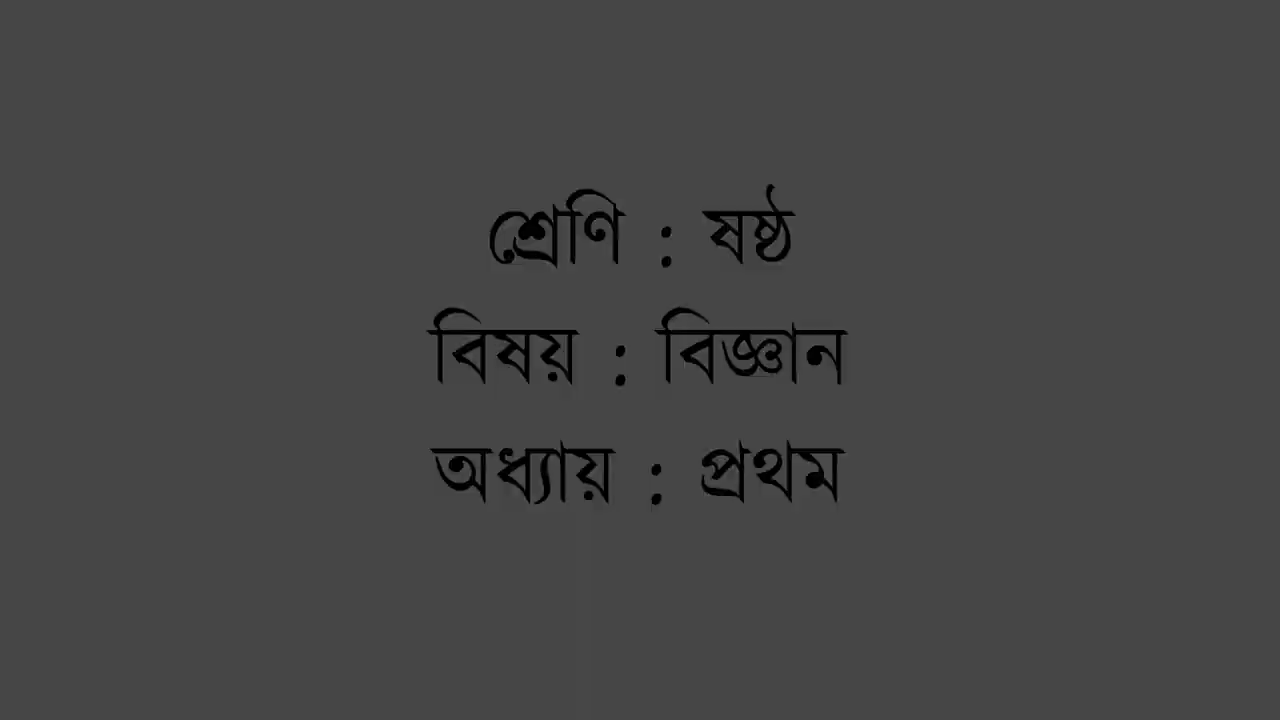 শ্রেণি : ষষ্ঠ
বিষয় : বিজ্ঞান
অধ্যায় : প্রথম